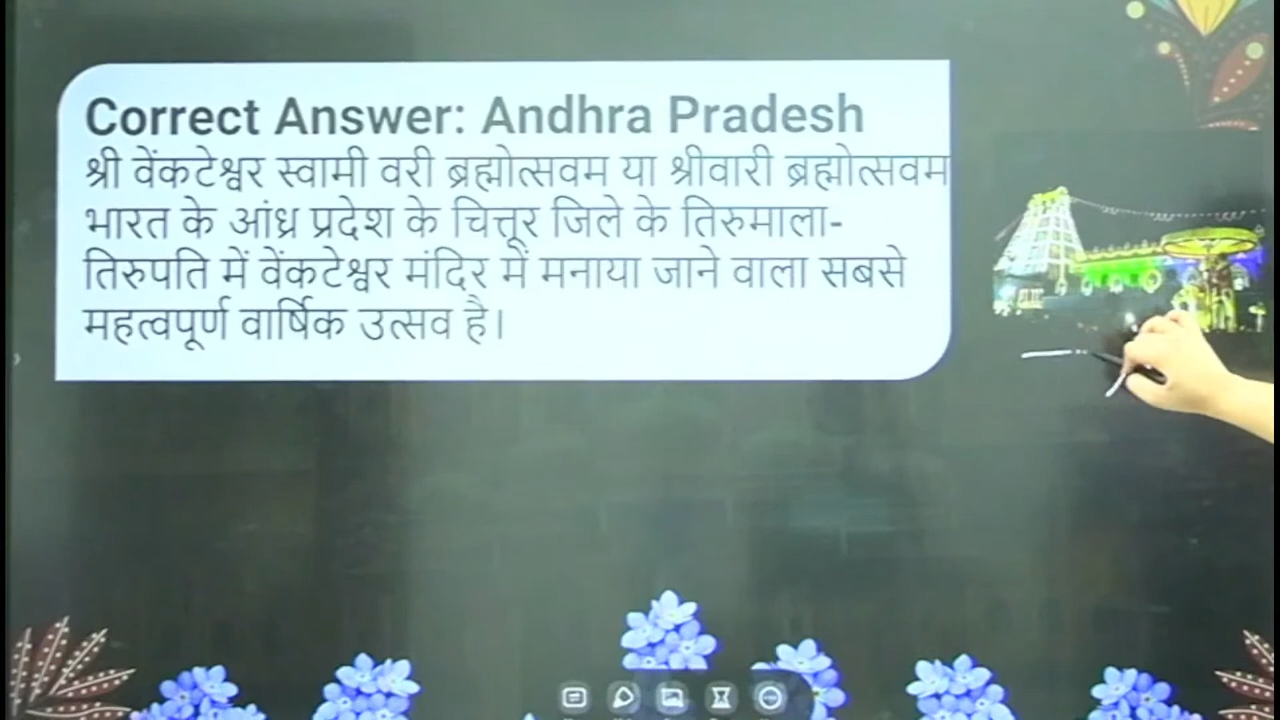 Correct Answer: Andhra Pradesh
श्री वेंकटेश्वर स्वामी वरी ब्रह्मोत्सवम या श्रीवारी ब्रह्मोत्सवम
भारत के आंध्र प्रदेश के चित्तूर जिले के तिरुमाला-
तिरुपति में वेंकटेश्वर मंदिर में मनाया जाने वाला सबसे
महत्वपूर्ण वार्षिक उत्सव है।